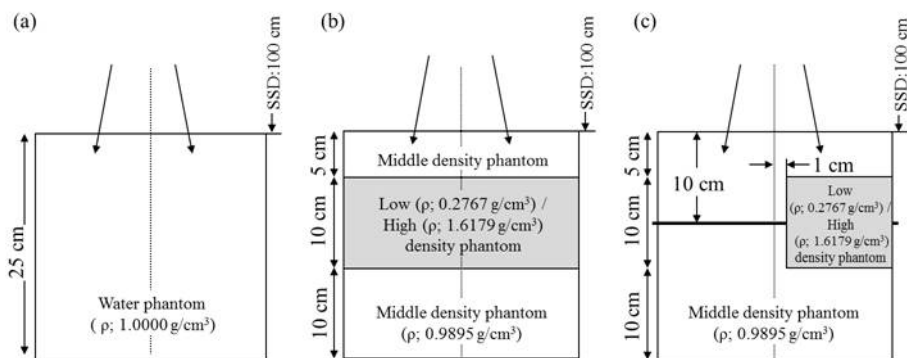 (a)
SSD:100 cm
25 cm
Water phantom
( ρ; 1.0000 g/cm³)
(b)
SSD:100 cm
5 cm
10 cm
10 cm
Middle density phantom
Low (ρ; 0.2767 g/cm³) /
High (ρ; 1.6179 g/cm³)
density phantom
Middle density phantom
(ρ; 0.9895 g/cm³)
(c)
SSD:100 cm
5 cm
10 cm
10 cm
10 cm
1 cm
Low
(ρ; 0.2767 g/cm³) /
High
(ρ; 1.6179 g/cm³)
density phantom
Middle density phantom
(ρ; 0.9895 g/cm³)